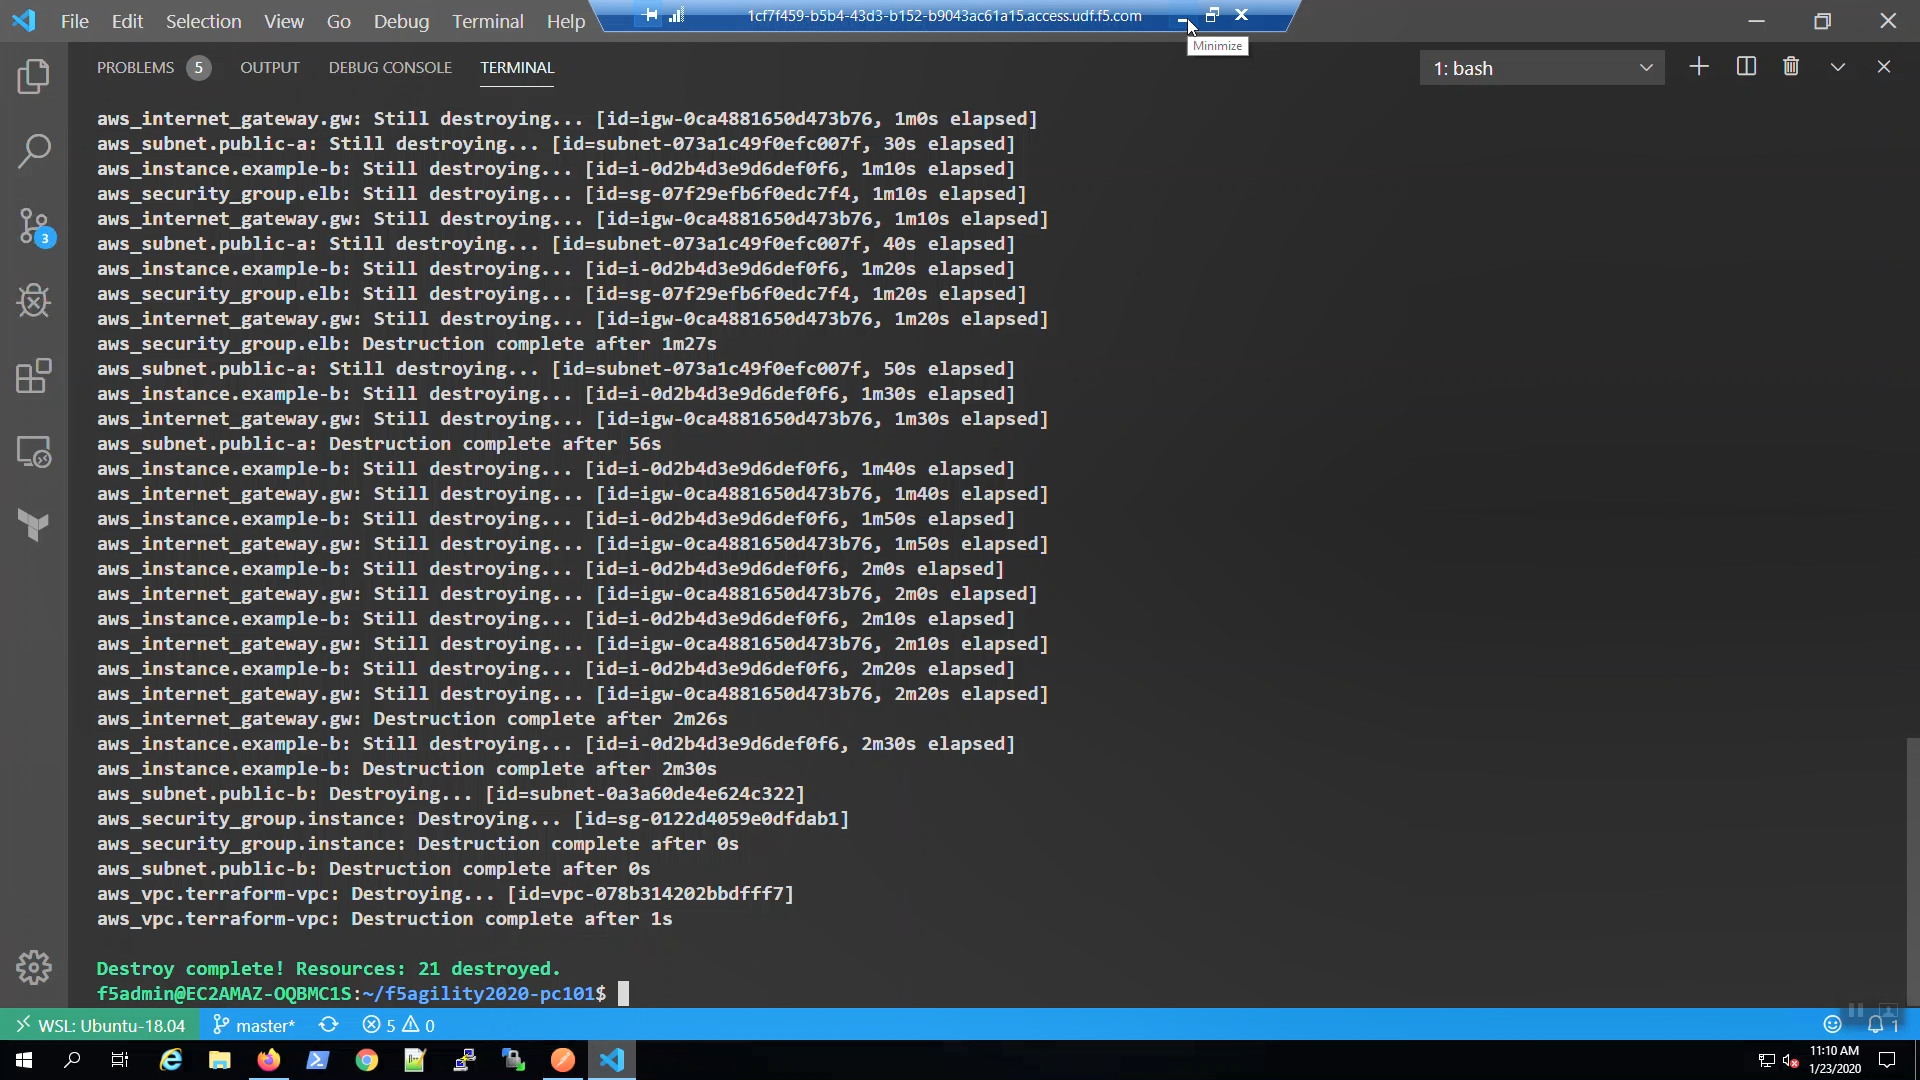 File Edit Selection View Go Debug Terminal Help
1cf7f459-b5b4-43d3-b152-b9043ac61a15.access.udf.f5.com
Minimize
PROBLEMS 5 OUTPUT DEBUG CONSOLE TERMINAL
1: bash
aws_internet_gateway.gw: Still destroying... [id=igw-0ca4881650d473b76, 1m0s elapsed]
aws_subnet.public-a: Still destroying... [id=subnet-073a1c49f0efc007f, 30s elapsed]
aws_instance.example-b: Still destroying... [id=i-0d2b4d3e9d6def0f6, 1m10s elapsed]
aws_security_group.elb: Still destroying... [id=sg-07f29efb6f0edc7f4, 1m10s elapsed]
aws_internet_gateway.gw: Still destroying... [id=igw-0ca4881650d473b76, 1m10s elapsed]
aws_subnet.public-a: Still destroying... [id=subnet-073a1c49f0efc007f, 40s elapsed]
aws_instance.example-b: Still destroying... [id=i-0d2b4d3e9d6def0f6, 1m20s elapsed]
aws_security_group.elb: Still destroying... [id=sg-07f29efb6f0edc7f4, 1m20s elapsed]
aws_internet_gateway.gw: Still destroying... [id=igw-0ca4881650d473b76, 1m20s elapsed]
aws_security_group.elb: Destruction complete after 1m27s
aws_subnet.public-a: Still destroying... [id=subnet-073a1c49f0efc007f, 50s elapsed]
aws_instance.example-b: Still destroying... [id=i-0d2b4d3e9d6def0f6, 1m30s elapsed]
aws_internet_gateway.gw: Still destroying... [id=igw-0ca4881650d473b76, 1m30s elapsed]
aws_subnet.public-a: Destruction complete after 56s
aws_instance.example-b: Still destroying... [id=i-0d2b4d3e9d6def0f6, 1m40s elapsed]
aws_internet_gateway.gw: Still destroying... [id=igw-0ca4881650d473b76, 1m40s elapsed]
aws_instance.example-b: Still destroying... [id=i-0d2b4d3e9d6def0f6, 1m50s elapsed]
aws_internet_gateway.gw: Still destroying... [id=igw-0ca4881650d473b76, 1m50s elapsed]
aws_instance.example-b: Still destroying... [id=i-0d2b4d3e9d6def0f6, 2m0s elapsed]
aws_internet_gateway.gw: Still destroying... [id=igw-0ca4881650d473b76, 2m0s elapsed]
aws_instance.example-b: Still destroying... [id=i-0d2b4d3e9d6def0f6, 2m10s elapsed]
aws_internet_gateway.gw: Still destroying... [id=igw-0ca4881650d473b76, 2m10s elapsed]
aws_instance.example-b: Still destroying... [id=i-0d2b4d3e9d6def0f6, 2m20s elapsed]
aws_internet_gateway.gw: Still destroying... [id=igw-0ca4881650d473b76, 2m20s elapsed]
aws_internet_gateway.gw: Destruction complete after 2m26s
aws_instance.example-b: Still destroying... [id=i-0d2b4d3e9d6def0f6, 2m30s elapsed]
aws_instance.example-b: Destruction complete after 2m30s
aws_subnet.public-b: Destroying... [id=subnet-0a3a60de4e624c322]
aws_security_group.instance: Destroying... [id=sg-0122d4059e0dfdab1]
aws_security_group.instance: Destruction complete after 0s
aws_subnet.public-b: Destruction complete after 0s
aws_vpc.terraform-vpc: Destroying... [id=vpc-078b314202bbdfff7]
aws_vpc.terraform-vpc: Destruction complete after 1s
Destroy complete! Resources: 21 destroyed.
f5admin@EC2AMAZ-OQBMC1S:~/f5agility2020-pc101$
3
WSL: Ubuntu-18.04 master* 5 0 1
11:10 AM
1/23/2020